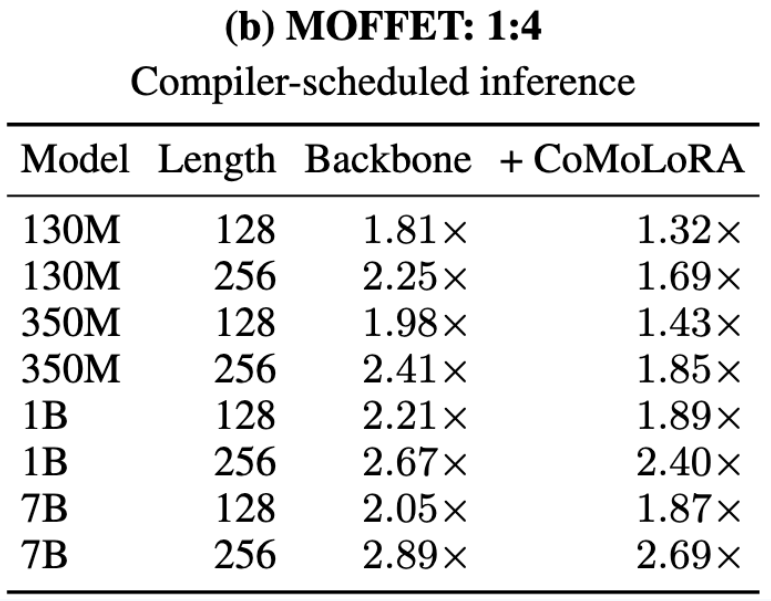 (b) MOFFET: 1:4
Compiler-scheduled inference
Model Length Backbone + CoMoLoRA
130M 128 1.81× 1.32×
130M 256 2.25× 1.69×
350M 128 1.98× 1.43×
350M 256 2.41× 1.85×
1B 128 2.21× 1.89×
1B 256 2.67× 2.40×
7B 128 2.05× 1.87×
7B 256 2.89× 2.69×